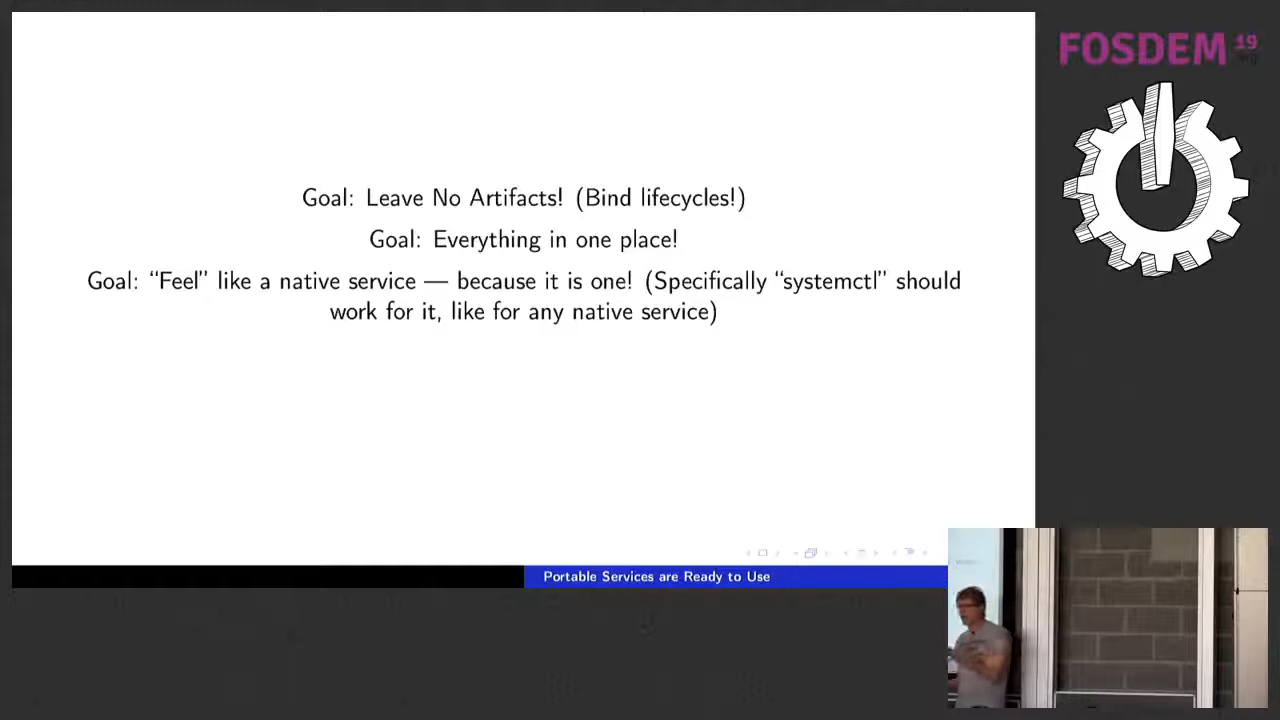 FOSDEM 19
Goal: Leave No Artifacts! (Bind lifecycles!)
Goal: Everything in one place!
Goal: “Feel” like a native service — because it is one! (Specifically “systemctl” should
work for it, like for any native service)
Portable Services are Ready to Use